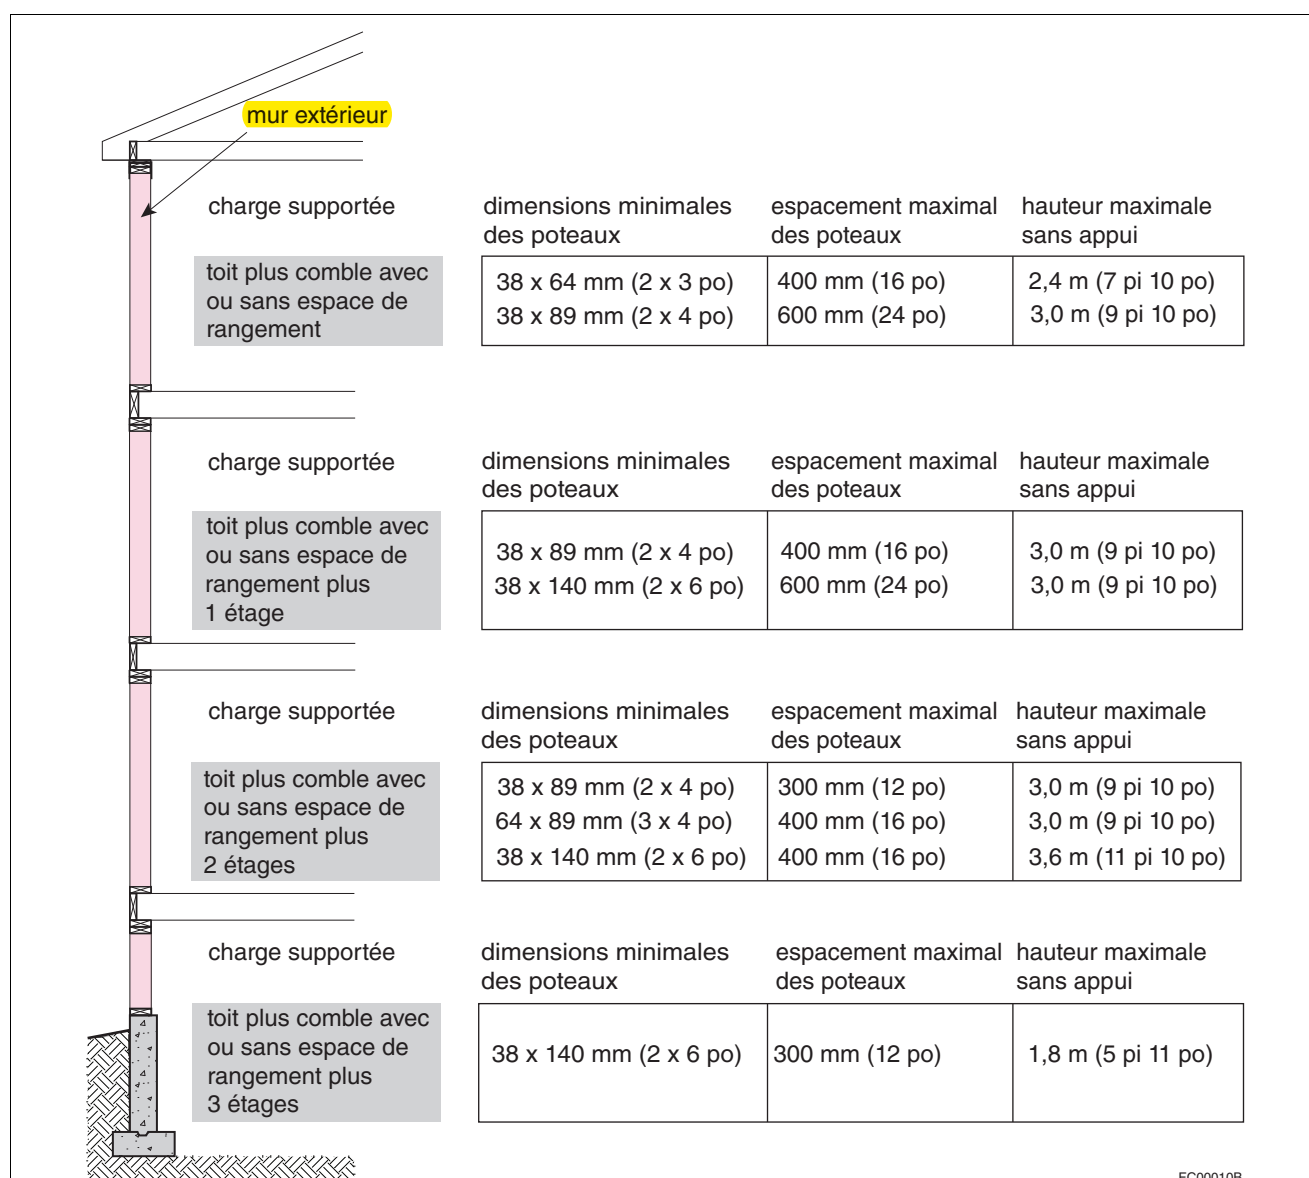 mur extérieur
charge supportée
dimensions minimales
des poteaux
espacement maximal
des poteaux
hauteur maximale
sans appui
toit plus comble avec
ou sans espace de
rangement
38 x 64 mm (2 x 3 po) 400 mm (16 po) 2,4 m (7 pi 10 po)
38 x 89 mm (2 x 4 po) 600 mm (24 po) 3,0 m (9 pi 10 po)
charge supportée
dimensions minimales
des poteaux
espacement maximal
des poteaux
hauteur maximale
sans appui
toit plus comble avec
ou sans espace de
rangement plus
1 étage
38 x 89 mm (2 x 4 po) 400 mm (16 po) 3,0 m (9 pi 10 po)
38 x 140 mm (2 x 6 po) 600 mm (24 po) 3,0 m (9 pi 10 po)
charge supportée
dimensions minimales
des poteaux
espacement maximal
des poteaux
hauteur maximale
sans appui
toit plus comble avec
ou sans espace de
rangement plus
2 étages
38 x 89 mm (2 x 4 po) 300 mm (12 po) 3,0 m (9 pi 10 po)
64 x 89 mm (3 x 4 po) 400 mm (16 po) 3,0 m (9 pi 10 po)
38 x 140 mm (2 x 6 po) 400 mm (16 po) 3,6 m (11 pi 10 po)
charge supportée
dimensions minimales
des poteaux
espacement maximal
des poteaux
hauteur maximale
sans appui
toit plus comble avec
ou sans espace de
rangement plus
3 étages
38 x 140 mm (2 x 6 po) 300 mm (12 po) 1,8 m (5 pi 11 po)